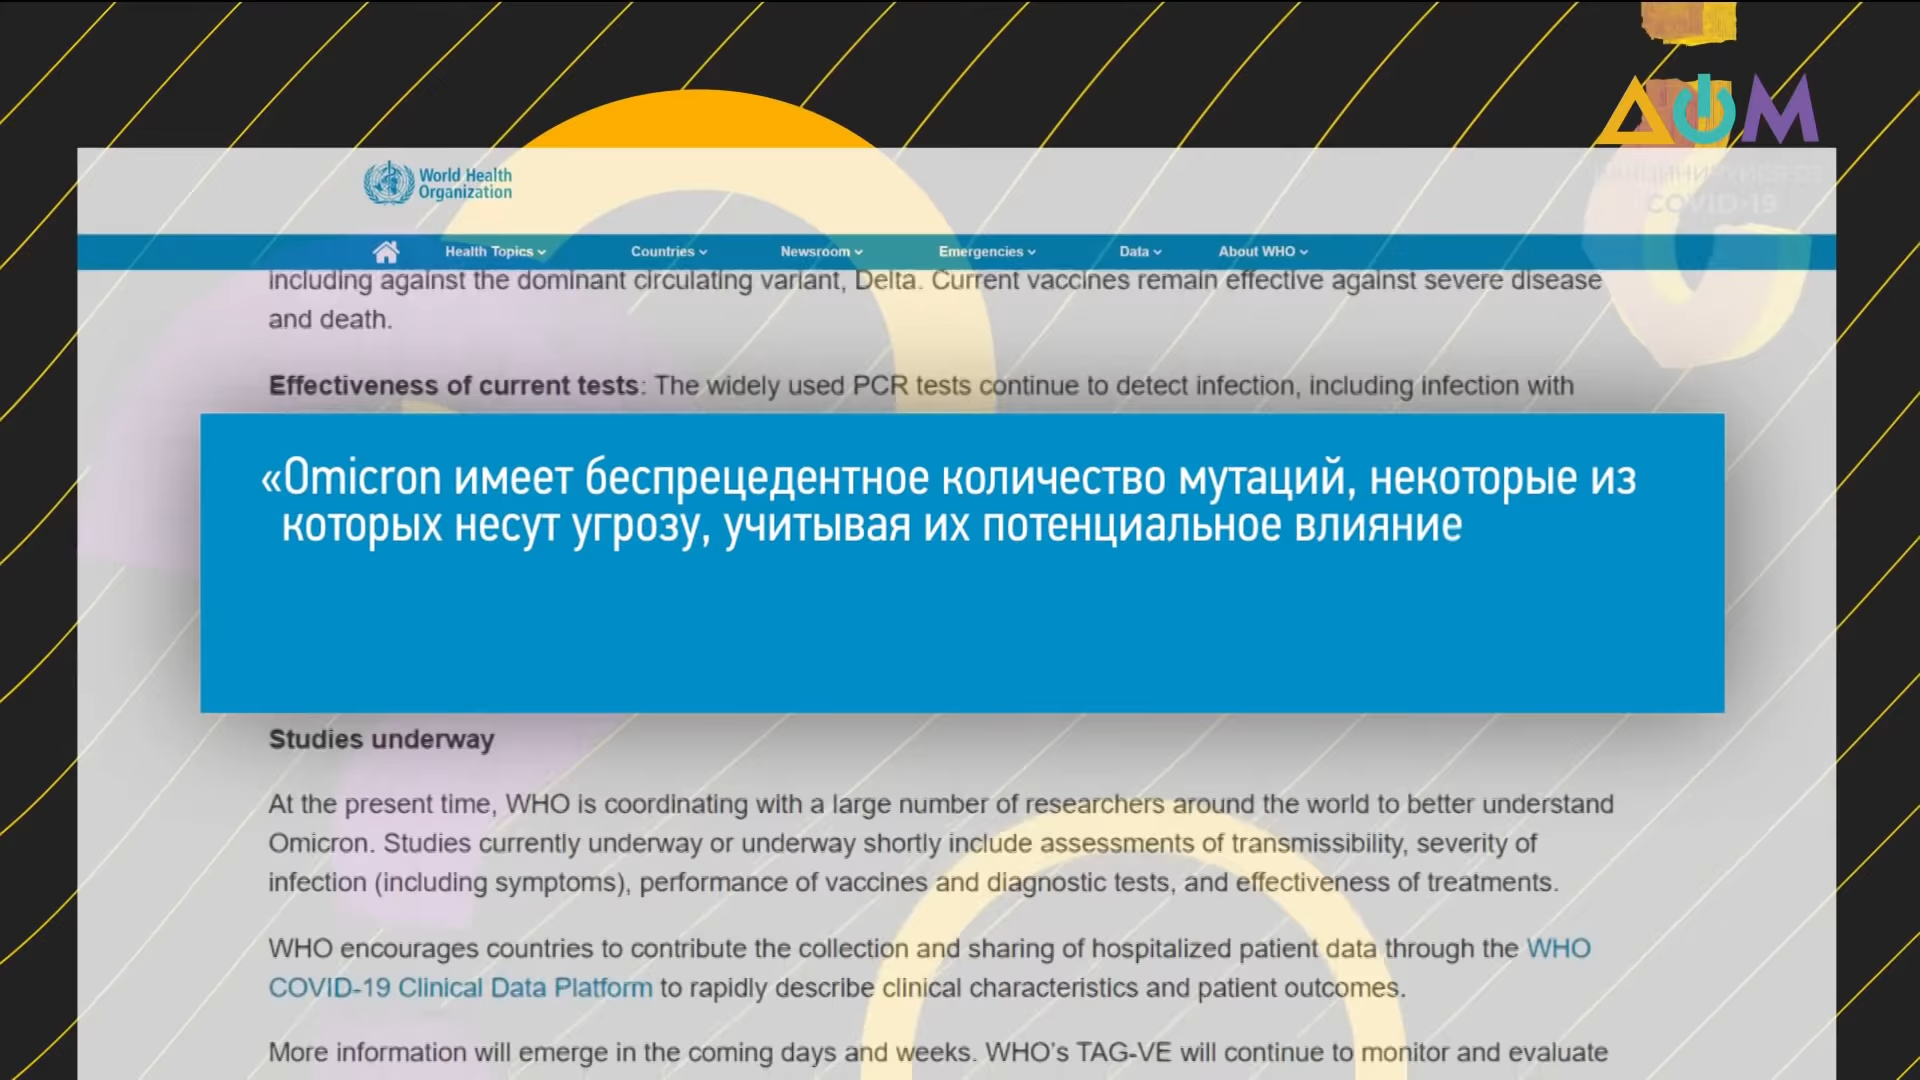 ДОМ
World Health
Organization
COVID-19
Health Topics
Countries
Newsroom
Emergencies
Data
About WHO
including against the dominant circulating variant, Delta. Current vaccines remain effective against severe disease
and death.
Effectiveness of current tests: The widely used PCR tests continue to detect infection, including infection with
«Omicron имеет беспрецедентное количество мутаций, некоторые из
которых несут угрозу, учитывая их потенциальное влияние
Studies underway
At the present time, WHO is coordinating with a large number of researchers around the world to better understand
Omicron. Studies currently underway or underway shortly include assessments of transmissibility, severity of
infection (including symptoms), performance of vaccines and diagnostic tests, and effectiveness of treatments.
WHO encourages countries to contribute the collection and sharing of hospitalized patient data through the WHO
COVID-19 Clinical Data Platform to rapidly describe clinical characteristics and patient outcomes.
More information will emerge in the coming days and weeks. WHO’s TAG-VE will continue to monitor and evaluate